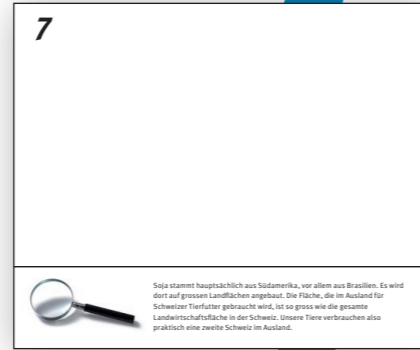 7
Soja stammt hauptsächlich aus Südamerika, vor allem aus Brasilien. Es wird
dort auf grossen Landflächen angebaut. Die Fläche, die im Ausland für
Schweizer Tierfutter gebraucht wird, ist so gross wie die gesamte
Landwirtschaftsfläche in der Schweiz. Unsere Tiere verbrauchen also
praktisch eine zweite Schweiz im Ausland.